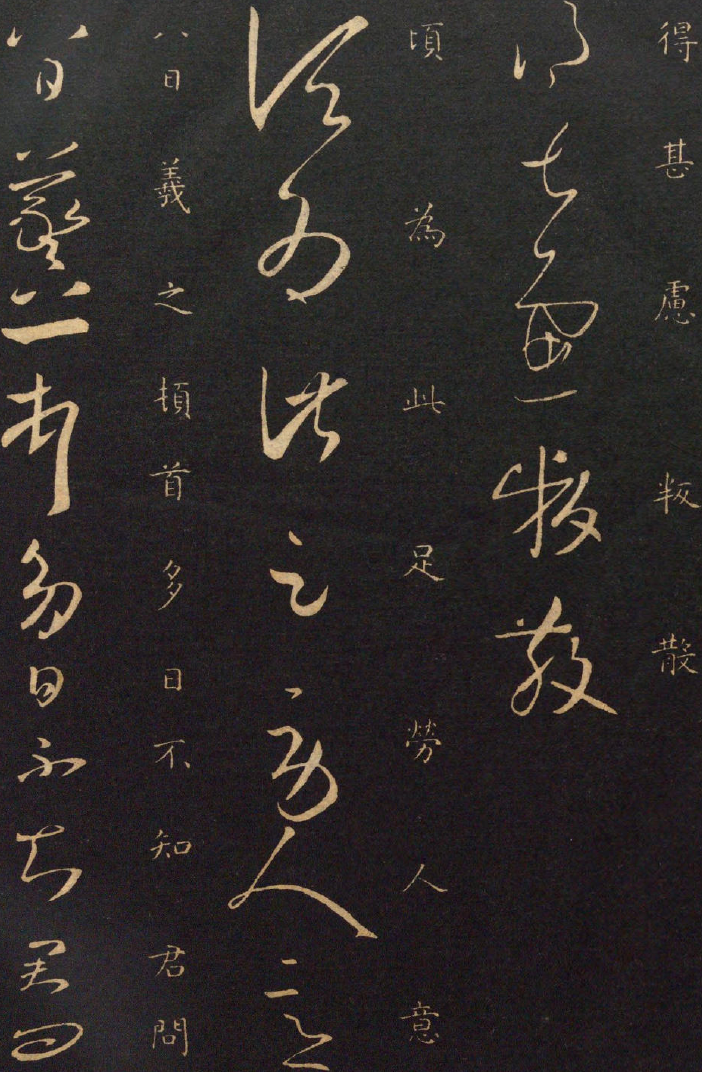 得甚慮叛散
得甚慮叛散
頃為此足勞人意
頃為此足勞人意
八日羲之頓首多日不知君問
八日羲之頓首多日不知君問